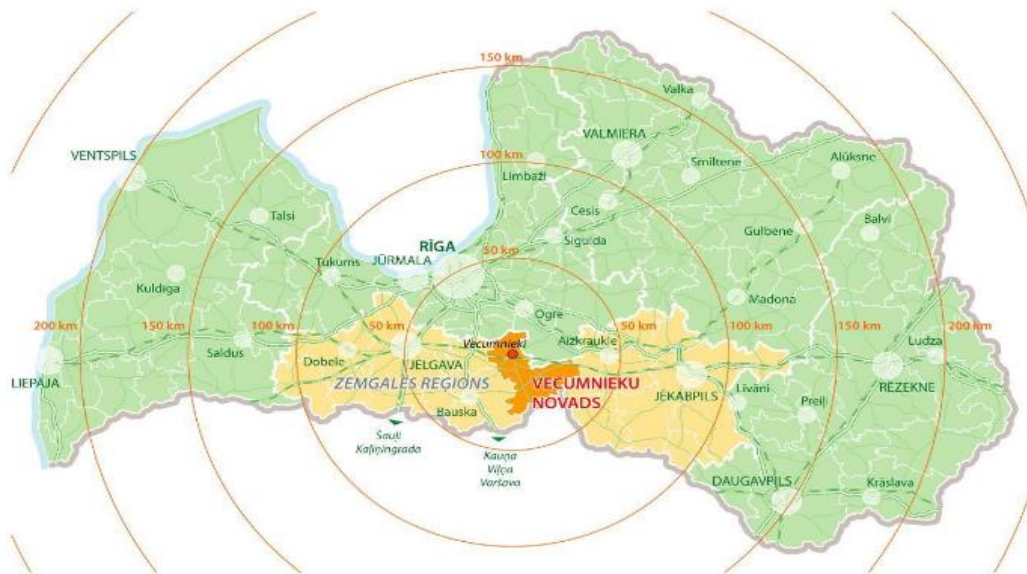 150 km
Valka
VENTSPILS
VALMIERA
Smiltene
Alūksne
100 km
Limbaži
Talsi
Cēsis
Gulbene
Balvi
Sigulda
RĪGA
50 km
JŪRMALA
Tukums
Kuldīga
Madona
Ogre
200 km
150 km
100 km
50 km
50 km
100 km
150 km
200 km
Saldus
Dobele
Vecumnieki
Aizkraukle
Ludza
LIEPĀJA
JELGAVA
RĒZEKNE
ZEMGALES REĢIONS
VECUMNIEKU
NOVADS
JĒKABPILS
Līvāni
Preiļi
Bauska
Šauļi
Kaļiņingrada
Kauņa
Viļņa
Varšava
DAUGAVPILS
Krāslava